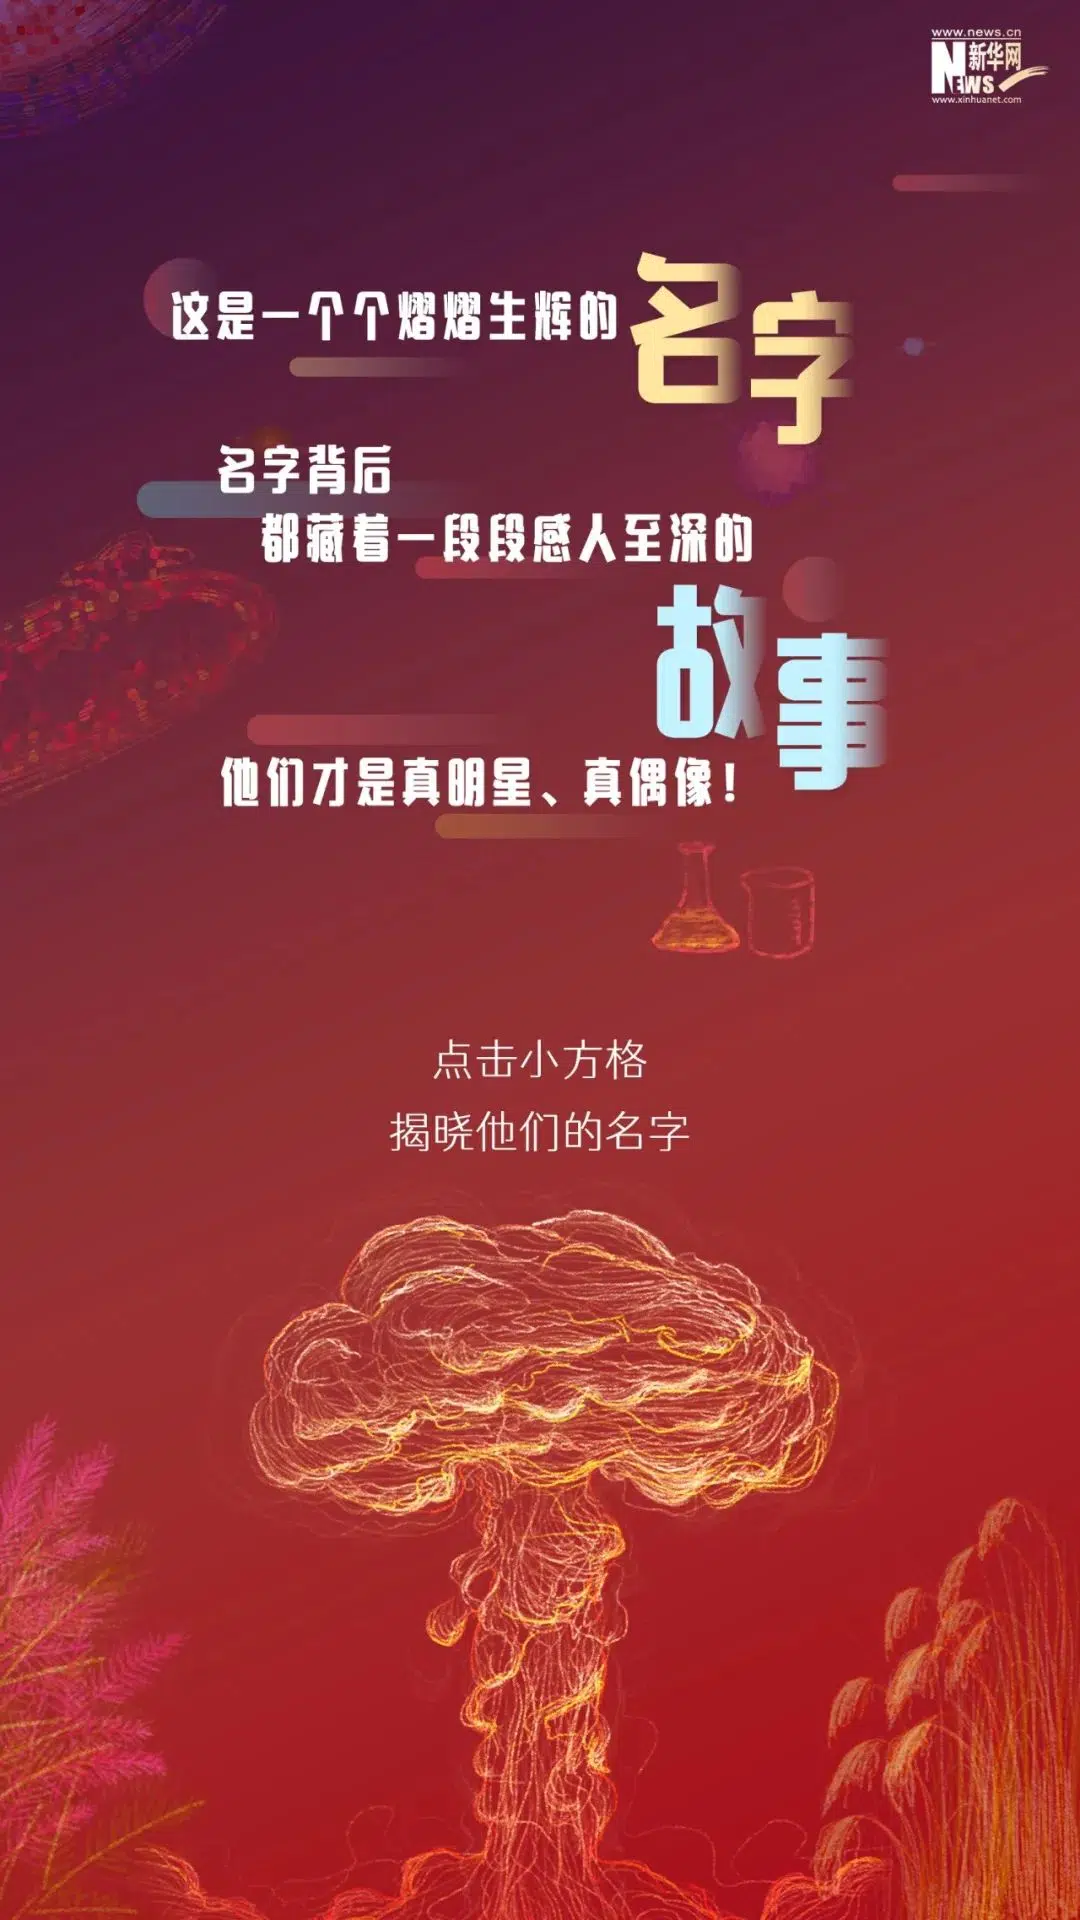 www.news.cn
新华网
NEWS
www.xinhuanet.com
这是一个个熠熠生辉的名字
名字背后
都藏着一段段感人至深的
故事
他们才是真明星、真偶像！
点击小方格
揭晓他们的名字